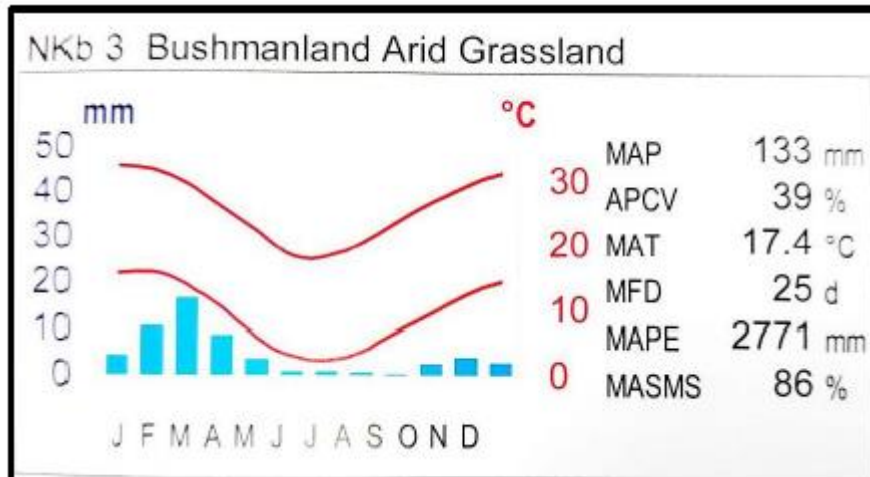 NKb 3 Bushmanland Arid Grassland
mm
°C
50
40
30
20
10
0
30
20
10
0
MAP 133 mm
APCV 39 %
MAT 17.4 °C
MFD 25 d
MAPE 2771 mm
MASMS 86 %
J F M A M J J A S O N D